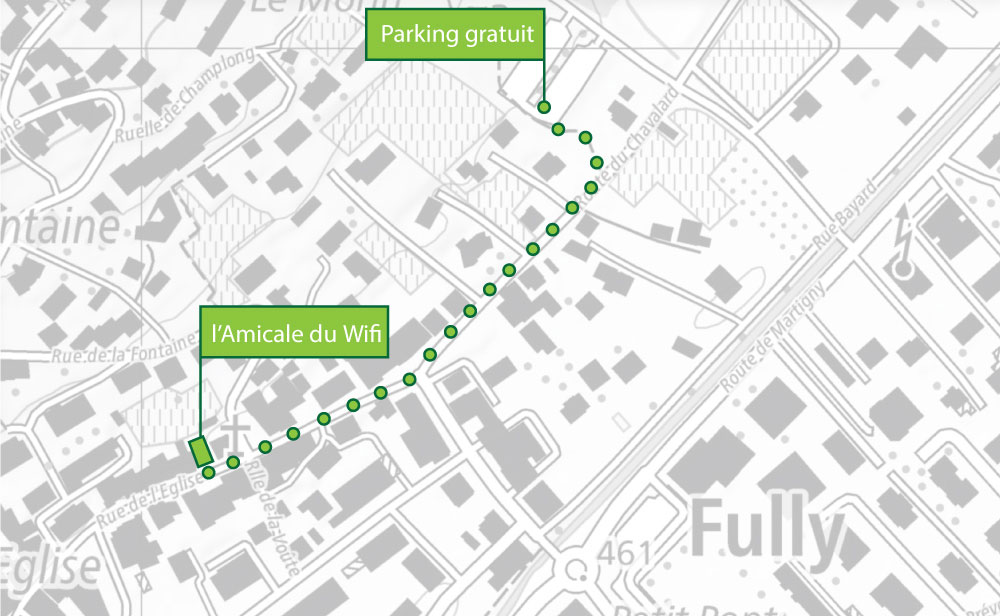 Le Moulin
Parking gratuit
Ruelle de Champlong
Route du Chavalard
Rue Bayard
ntaine
l'Amicale du Wifi
Route de Martigny
Rue de la Fontaine
Rue de l'Eglise
Rlle de la Voûte
Fully
461
Eglise
Petit Pont